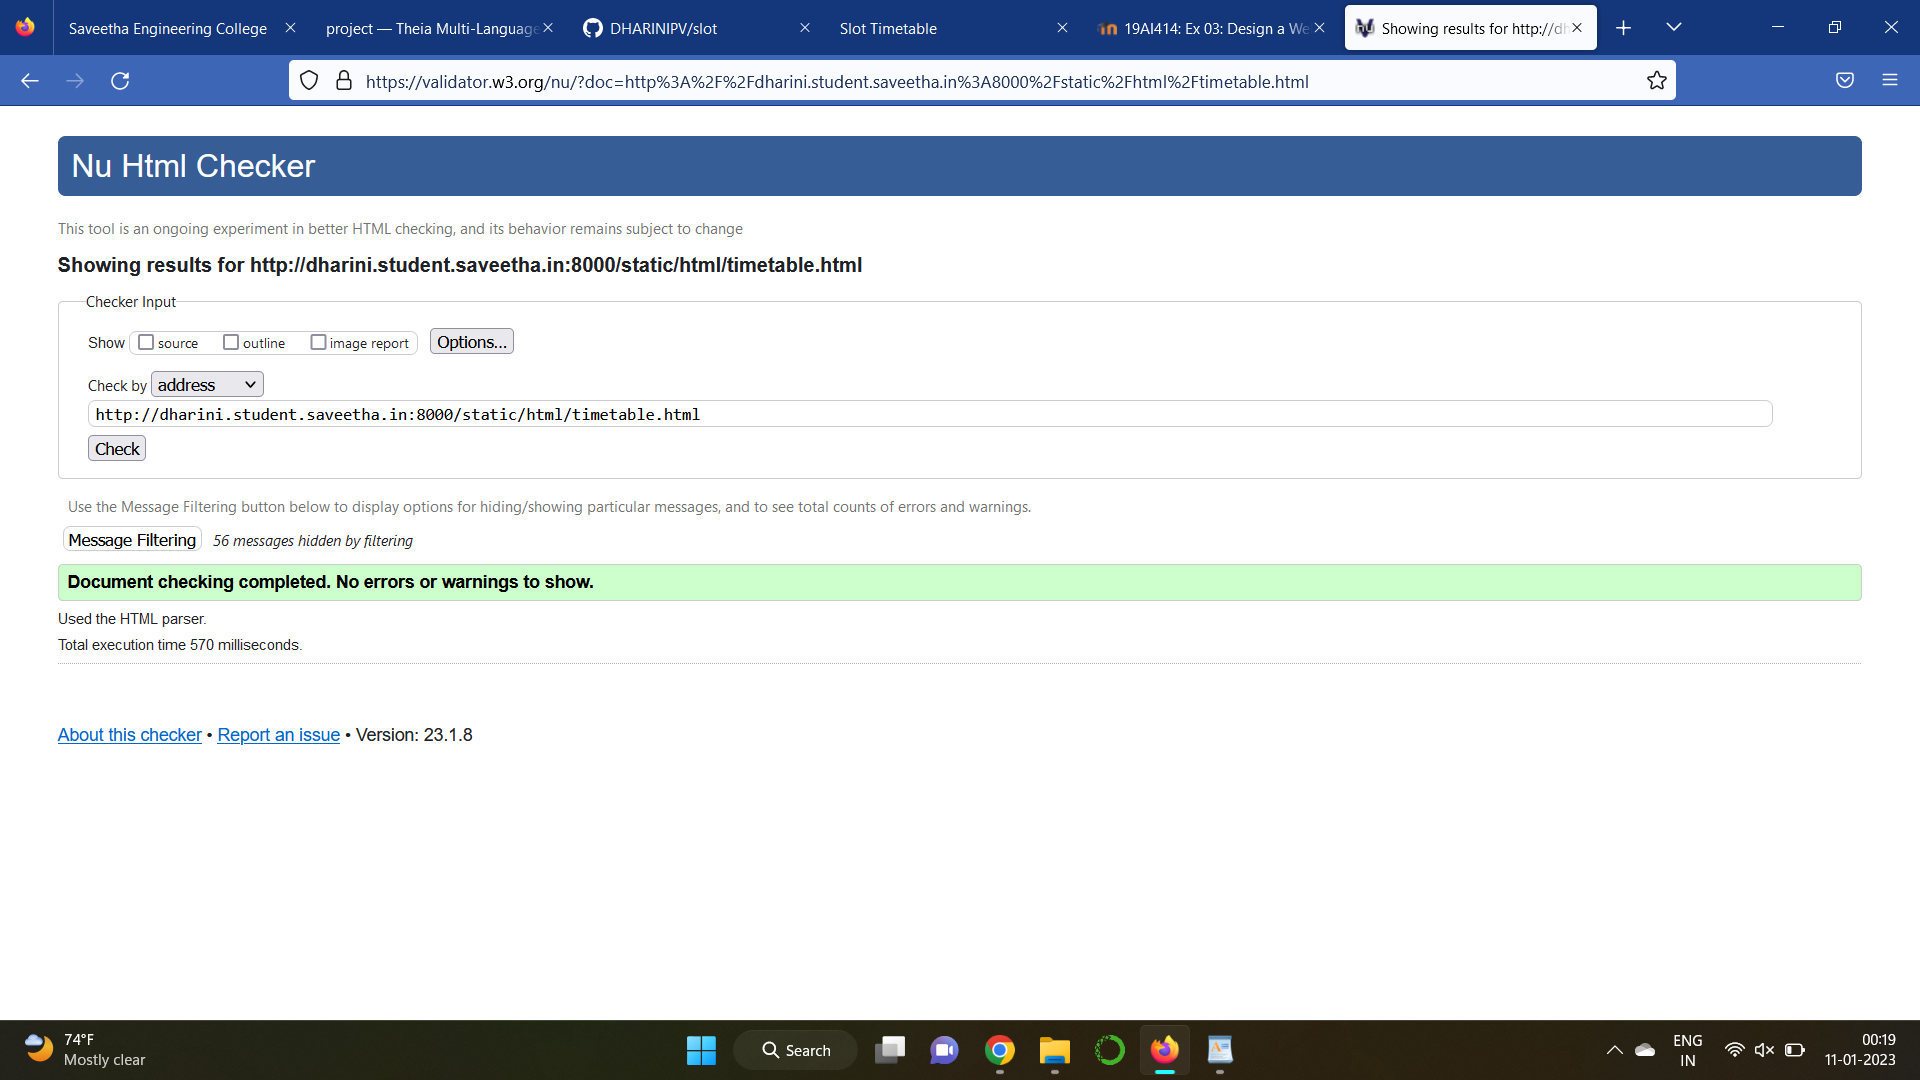 Saveetha Engineering College
project — Theia Multi-Language
DHARINIPV/slot
Slot Timetable
19AI414: Ex 03: Design a We
Showing results for http://dh
https://validator.w3.org/nu/?doc=http%3A%2F%2Fdharini.student.saveetha.in%3A8000%2Fstatic%2Fhtml%2Ftimetable.html
Nu Html Checker
This tool is an ongoing experiment in better HTML checking, and its behavior remains subject to change
Showing results for http://dharini.student.saveetha.in:8000/static/html/timetable.html
Checker Input
Show source outline image report Options...
Check by address
http://dharini.student.saveetha.in:8000/static/html/timetable.html
Check
Use the Message Filtering button below to display options for hiding/showing particular messages, and to see total counts of errors and warnings.
Message Filtering 56 messages hidden by filtering
Document checking completed. No errors or warnings to show.
Used the HTML parser.
Total execution time 570 milliseconds.
About this checker • Report an issue • Version: 23.1.8
74°F
Mostly clear
Search
ENG
IN
00:19
11-01-2023